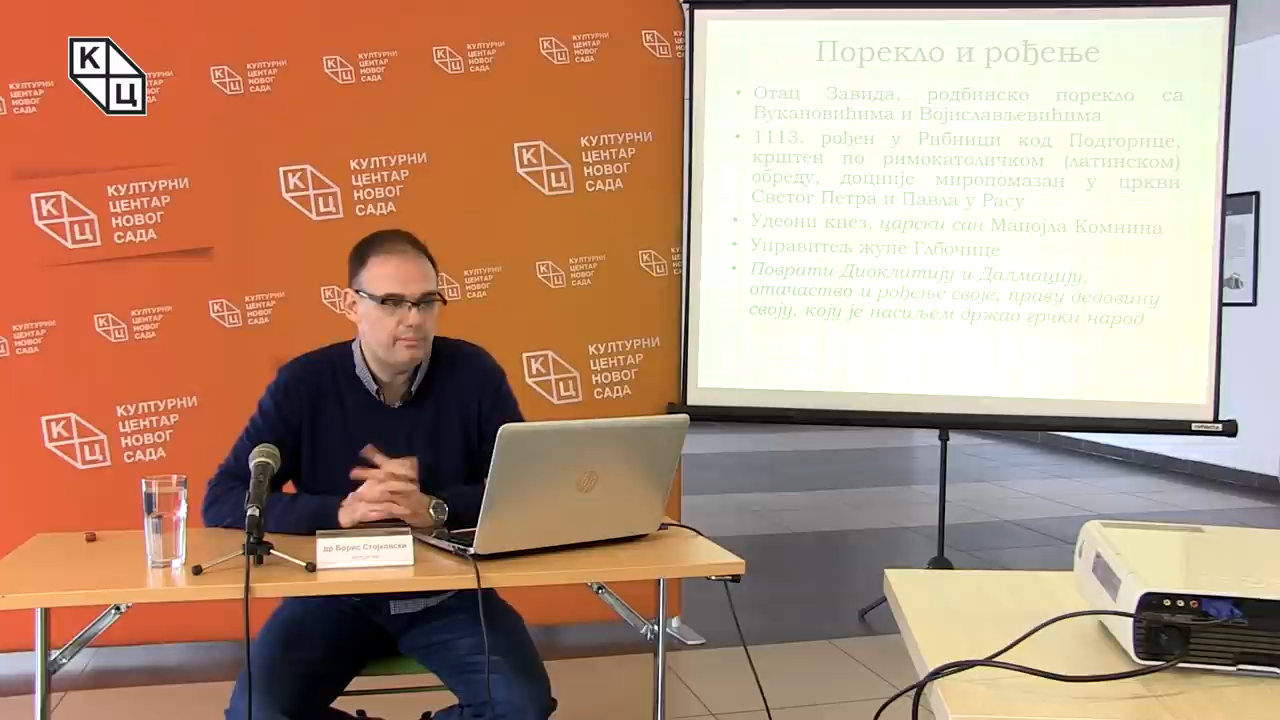 К
Ц
КУЛТУРНИ
ЦЕНТАР
НОВОГ
САДА
Порекло и рођење
• Отац Завида, родбинско порекло са
Вукановићима и Војислављевићима
• 1113. рођен у Рибници код Подгорице,
крштен по римокатоличком (латинском)
обреду, доцније миропомазан у цркви
Светог Петра и Павла у Расу
• Удеони кнез, царски сан Манојла Комнина
• Управитељ жупе Глбочице
• Поврати Диоклитију и Далмацију,
отачаство и рођење своје, праву дедовину
своју, коју је насиљем држао грчки народ
др Борис Стојковски
hp